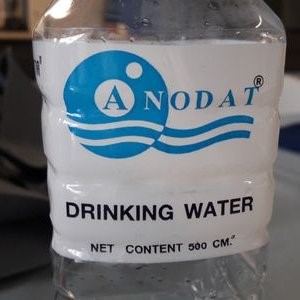 ANODAT®
DRINKING WATER
NET CONTENT 500 CM.³